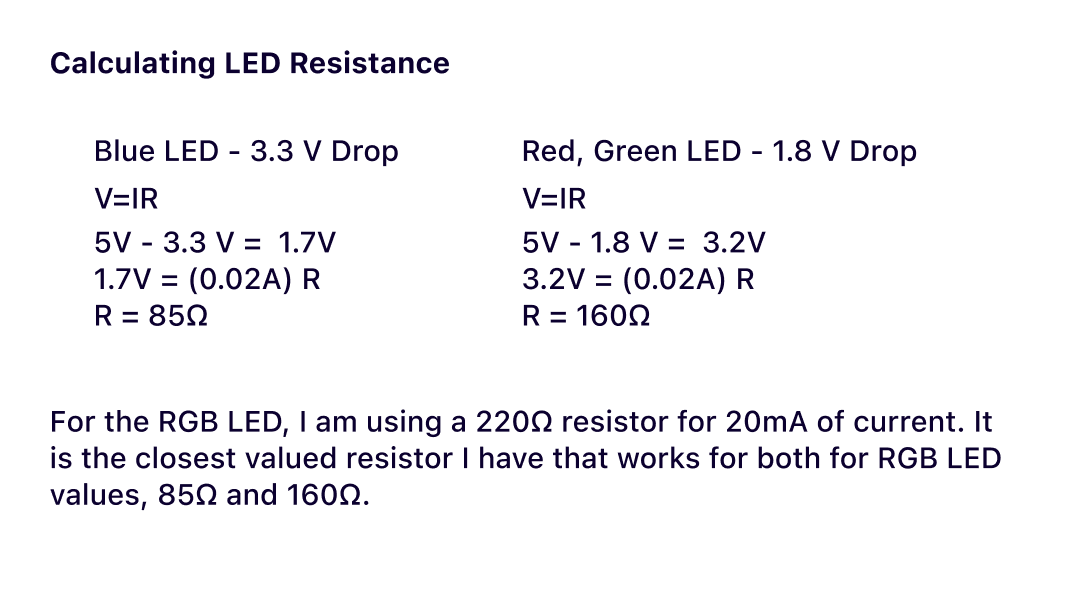 Calculating LED Resistance
Blue LED - 3.3 V Drop
V=IR
5V - 3.3 V =  1.7V
1.7V = (0.02A) R
R = 85Ω
Red, Green LED - 1.8 V Drop
V=IR
5V - 1.8 V =  3.2V
3.2V = (0.02A) R
R = 160Ω
For the RGB LED, I am using a 220Ω resistor for 20mA of current. It
is the closest valued resistor I have that works for both for RGB LED
values, 85Ω and 160Ω.